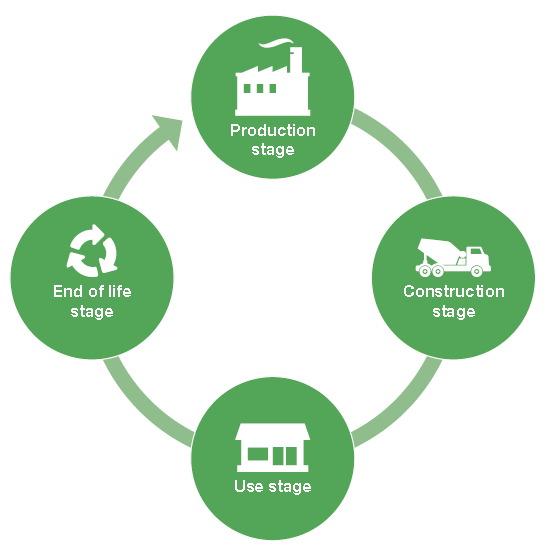 Production
stage
Construction
stage
Use stage
End of life
stage